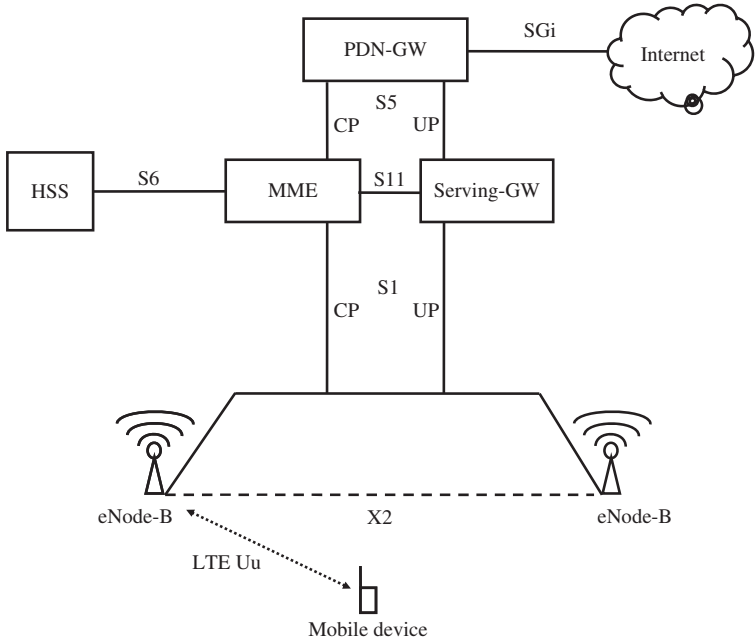 SGi
PDN-GW
Internet
S5
CP UP
S6
S11
HSS
MME
Serving-GW
S1
CP UP
eNode-B
X2
eNode-B
LTE Uu
Mobile device